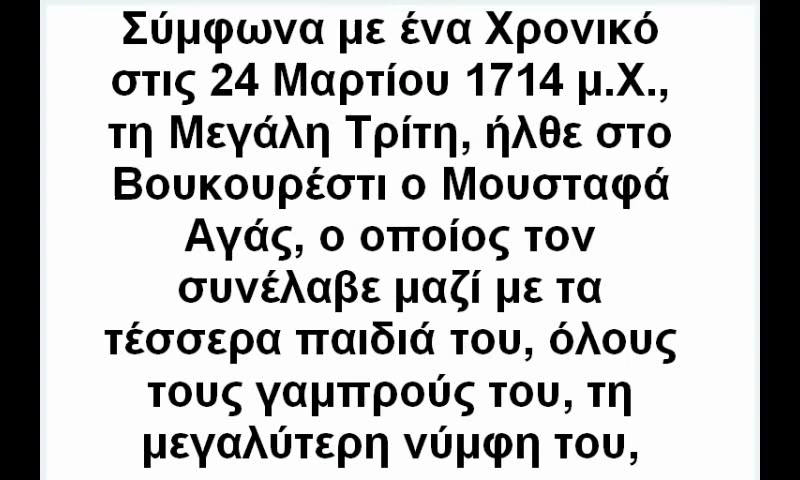 Σύμφωνα με ένα Χρονικό
στις 24 Μαρτίου 1714 μ.Χ.,
τη Μεγάλη Τρίτη, ήλθε στο
Βουκουρέστι ο Μουσταφά
Αγάς, ο οποίος τον
συνέλαβε μαζί με τα
τέσσερα παιδιά του, όλους
τους γαμπρούς του, τη
μεγαλύτερη νύμφη του,